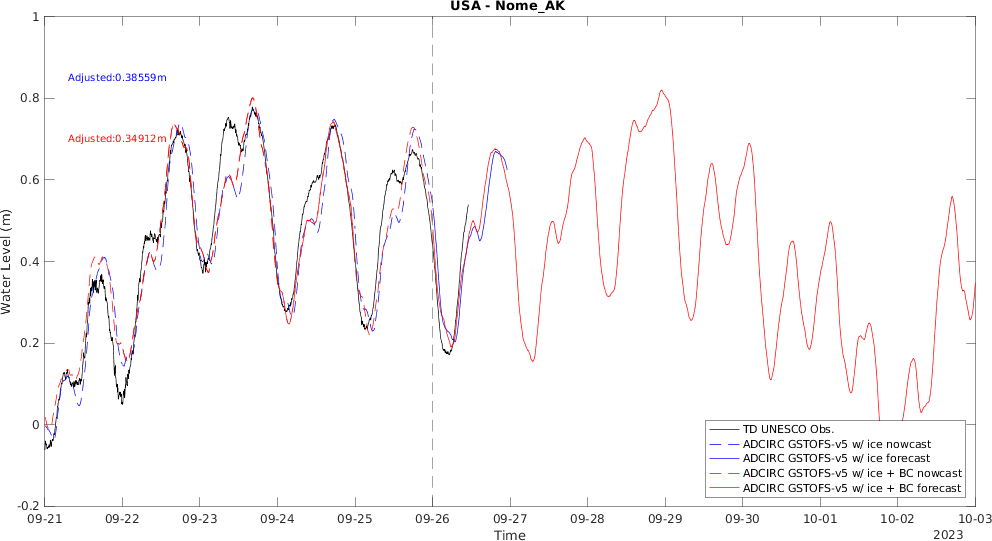 USA - Nome_AK
Adjusted:0.38559m
Adjusted:0.34912m
Water Level (m)
1
0.8
0.6
0.4
0.2
0
-0.2
TD UNESCO Obs.
ADCIRC GSTOFS-v5 w/ ice nowcast
ADCIRC GSTOFS-v5 w/ ice forecast
ADCIRC GSTOFS-v5 w/ ice + BC nowcast
ADCIRC GSTOFS-v5 w/ ice + BC forecast
09-21 09-22 09-23 09-24 09-25 09-26 09-27 09-28 09-29 09-30 10-01 10-02 10-03
Time
2023